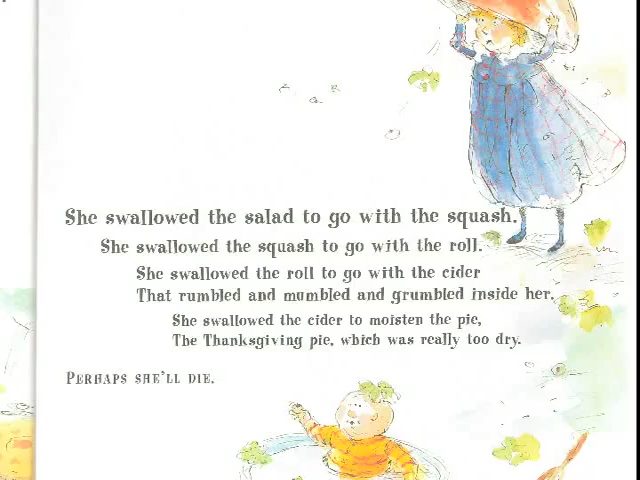 She swallowed the salad to go with the squash.
She swallowed the squash to go with the roll.
She swallowed the roll to go with the cider
That rumbled and mumbled and grumbled inside her.
She swallowed the cider to moisten the pie,
The Thanksgiving pie, which was really too dry.
Perhaps she'll die.